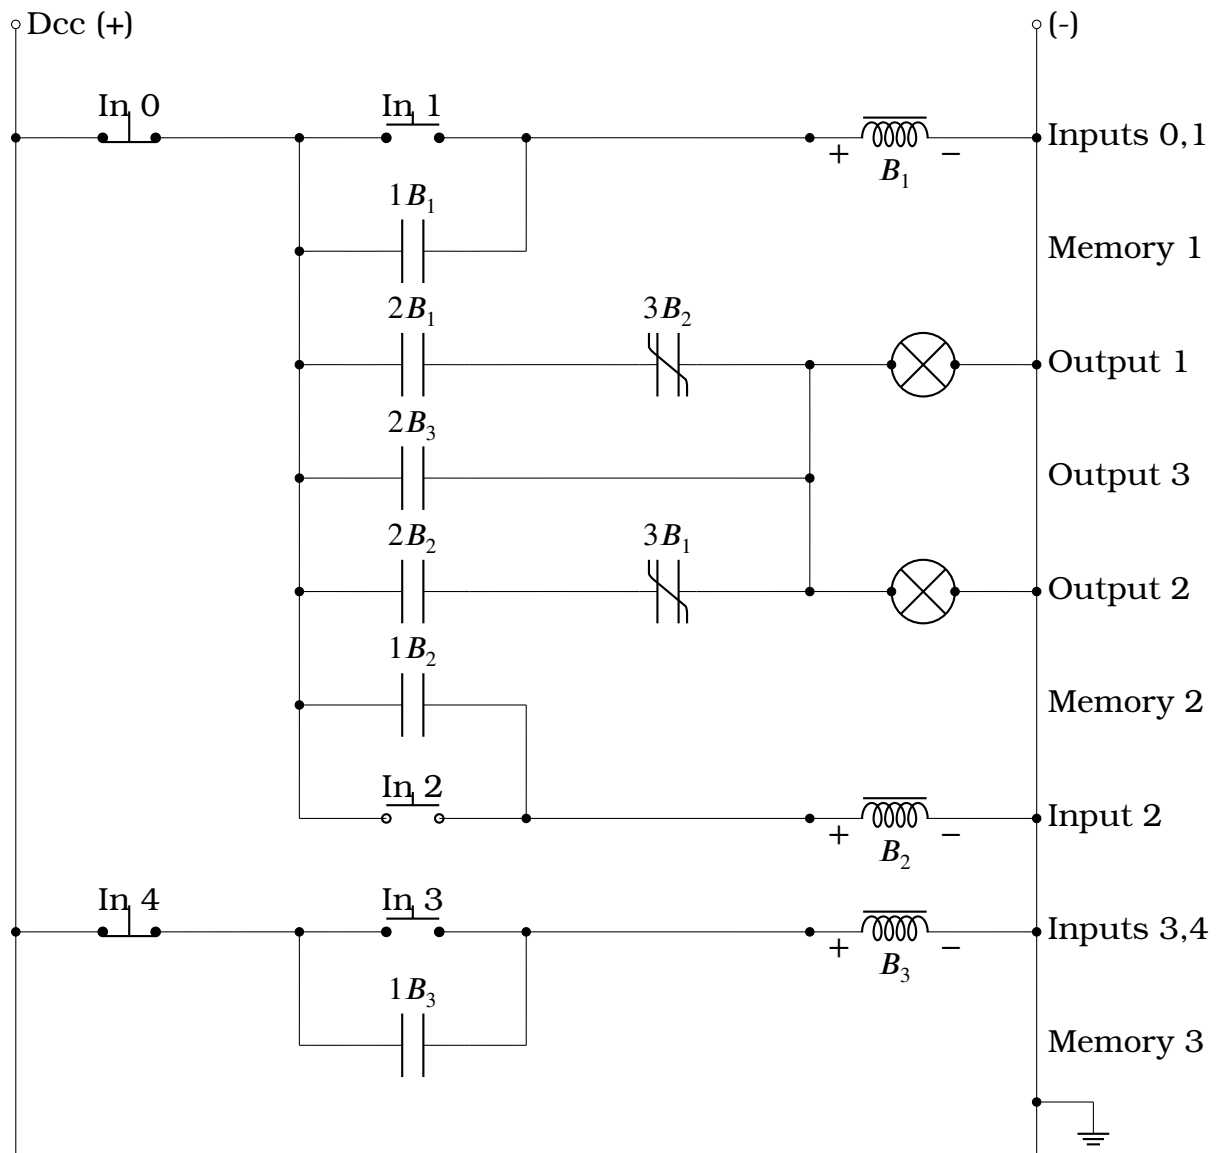 Dcc (+) (-)
In 0 In 1 Inputs 0,1
+ −
B₁
1B₁
Memory 1
2B₁ 3B₂
Output 1
2B₃
Output 3
2B₂ 3B₁
Output 2
1B₂
Memory 2
In 2
Input 2
+ −
B₂
In 4 In 3
Inputs 3,4
+ −
B₃
1B₃
Memory 3